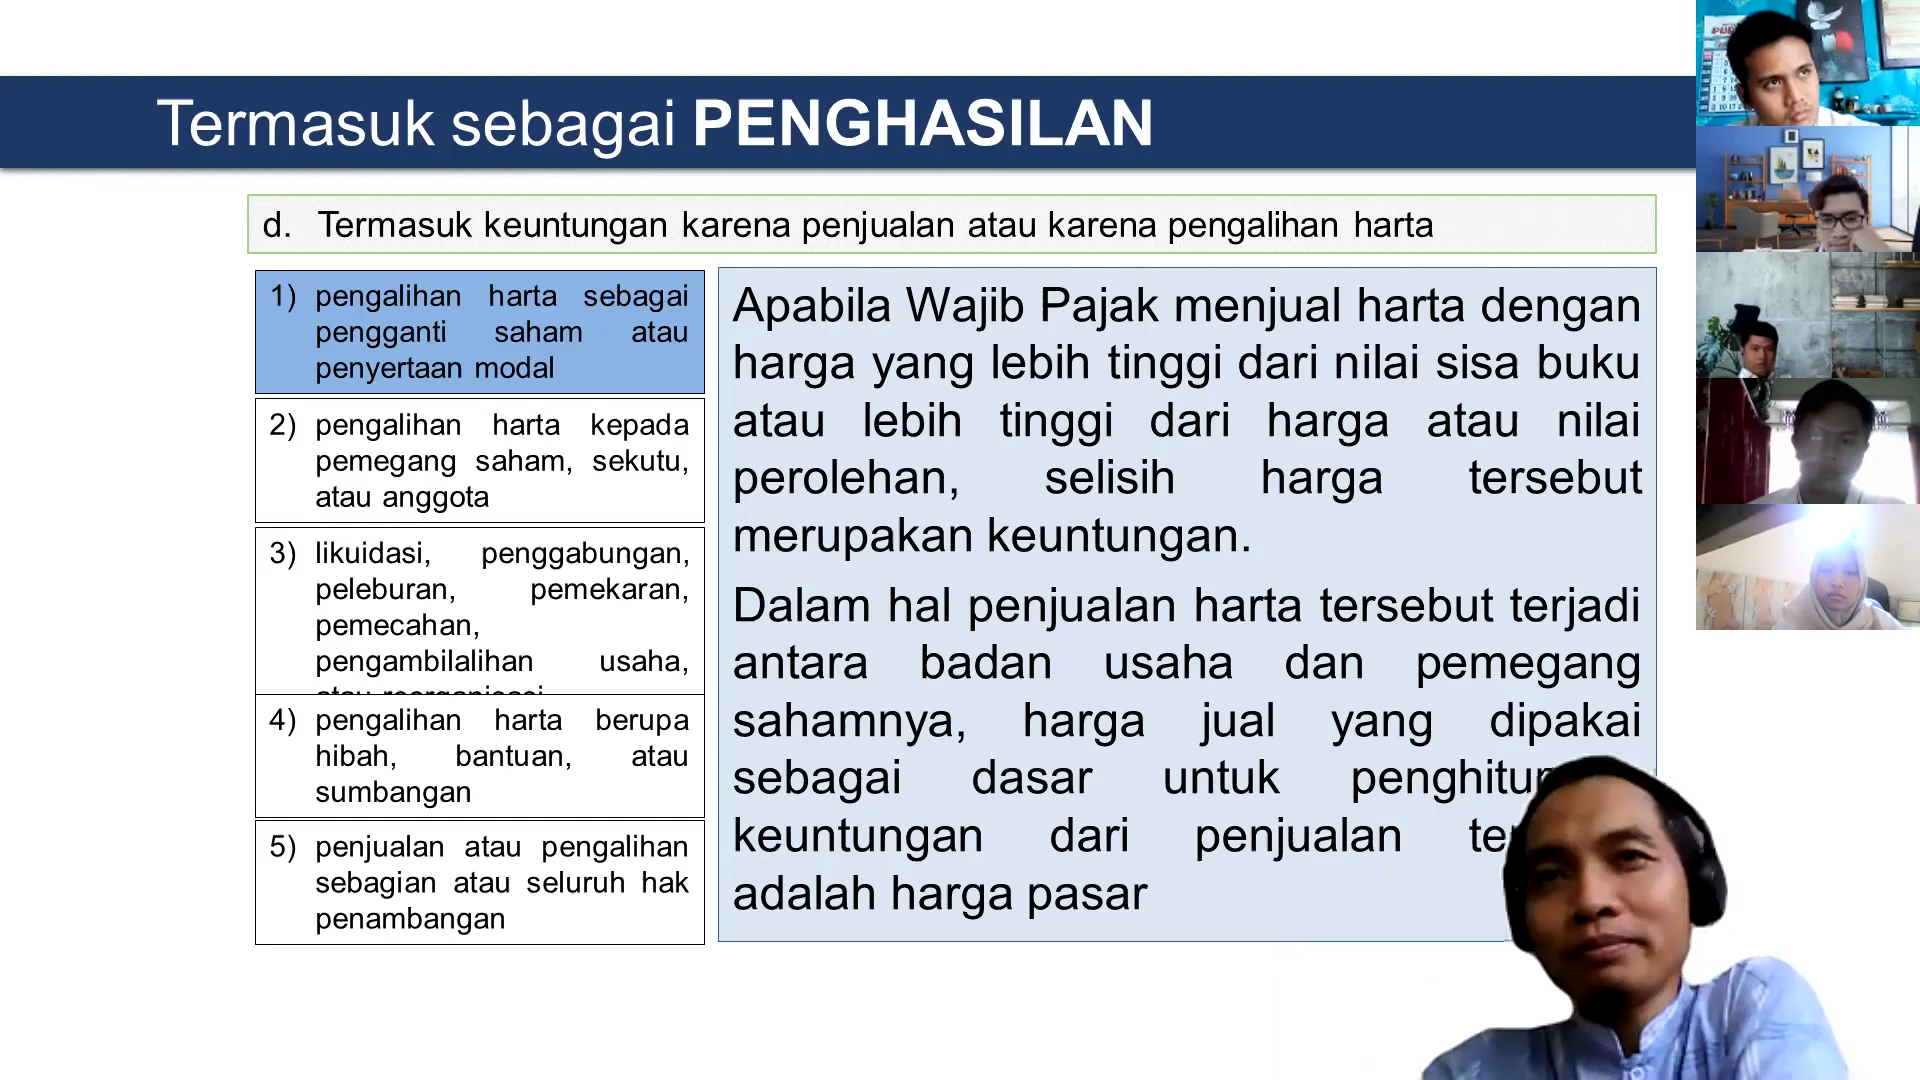 Termasuk sebagai PENGHASILAN
d. Termasuk keuntungan karena penjualan atau karena pengalihan harta
1) pengalihan harta sebagai
pengganti saham atau
penyertaan modal
2) pengalihan harta kepada
pemegang saham, sekutu,
atau anggota
3) likuidasi, penggabungan,
peleburan, pemekaran,
pemecahan,
pengambilalihan usaha,
atau reorganisasi
4) pengalihan harta berupa
hibah, bantuan, atau
sumbangan
5) penjualan atau pengalihan
sebagian atau seluruh hak
penambangan
Apabila Wajib Pajak menjual harta dengan
harga yang lebih tinggi dari nilai sisa buku
atau lebih tinggi dari harga atau nilai
perolehan, selisih harga tersebut
merupakan keuntungan.
Dalam hal penjualan harta tersebut terjadi
antara badan usaha dan pemegang
sahamnya, harga jual yang dipakai
sebagai dasar untuk
keuntungan dari penjualan
adalah harga pasar